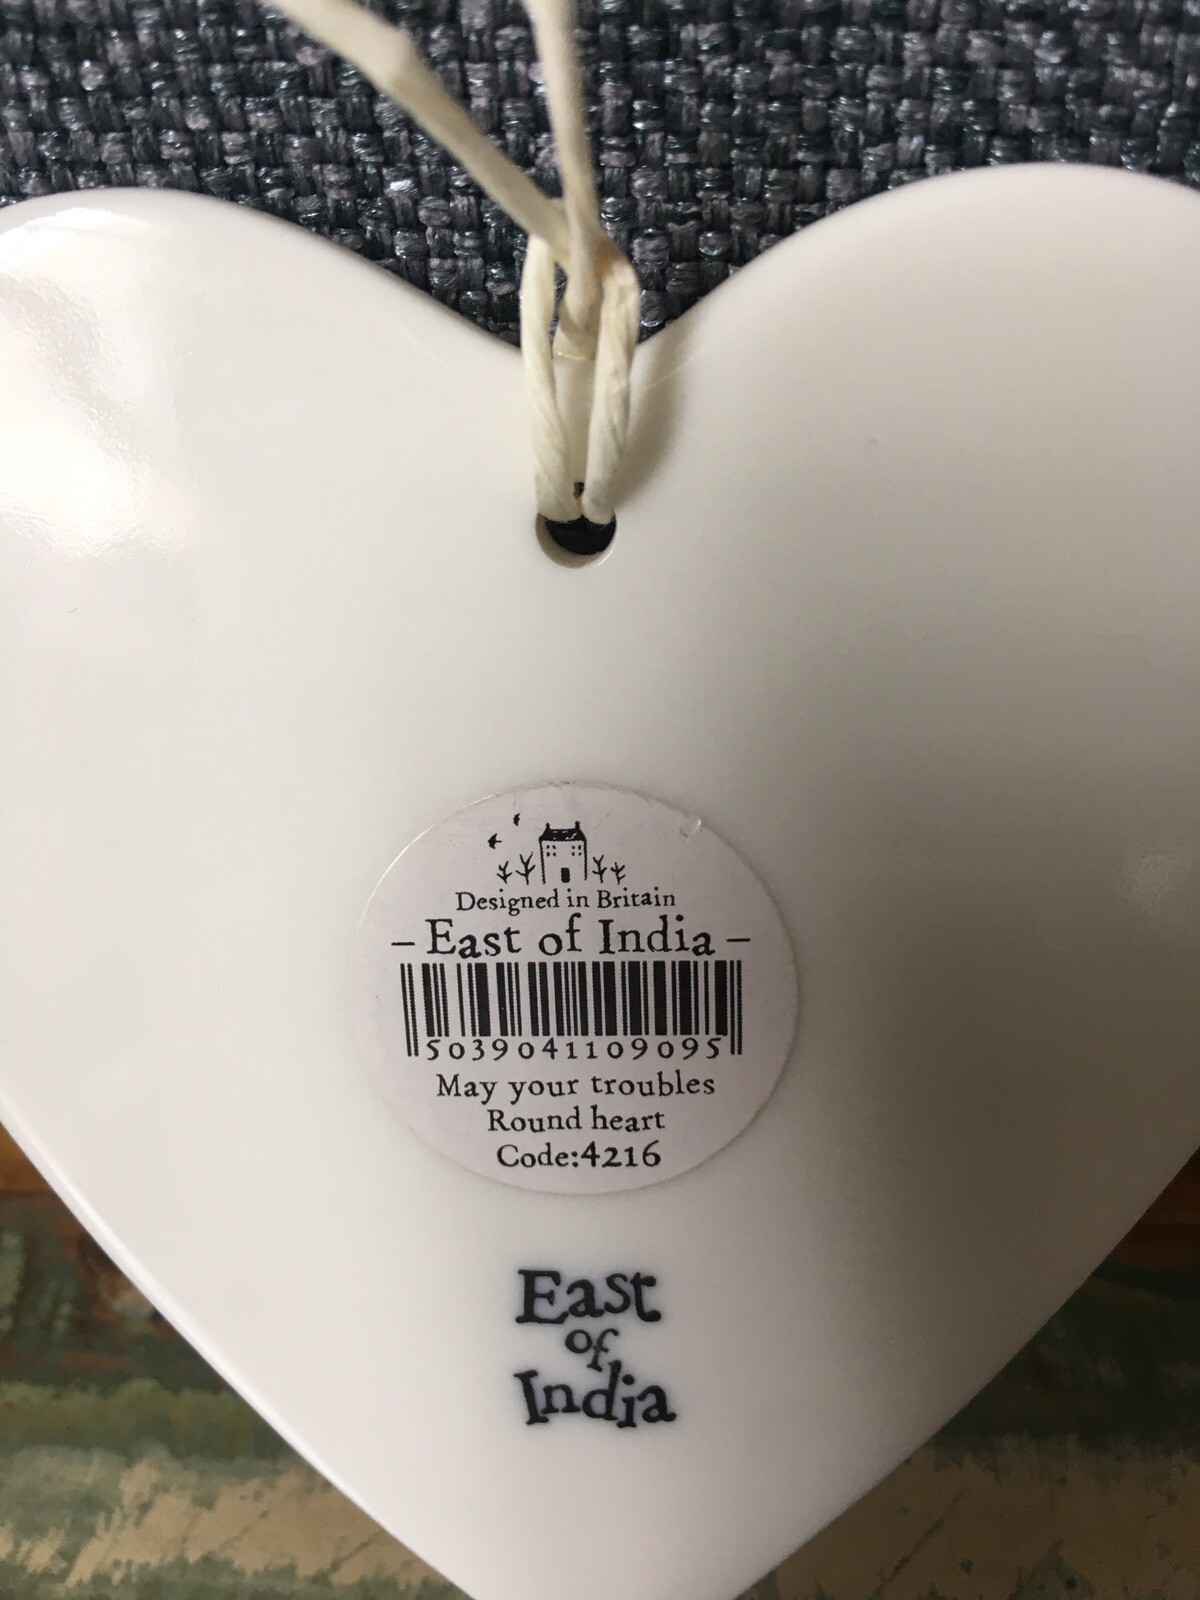 Designed in Britain
– East of India –
5039041109095
May your troubles
Round heart
Code:4216
East
of
India